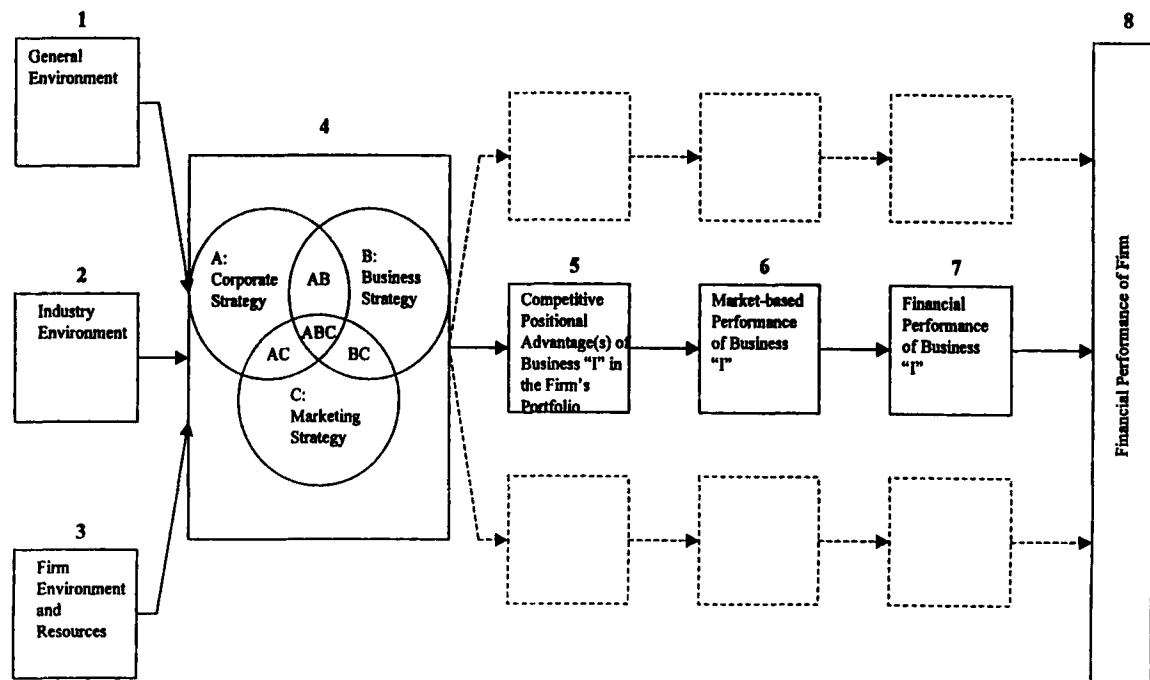 1
General
Environment
2
Industry
Environment
3
Firm
Environment
and
Resources
4
A:
Corporate
Strategy
AB
B:
Business
Strategy
ABC
AC
BC
C:
Marketing
Strategy
5
Competitive
Positional
Advantage(s) of
Business “I” in
the Firm’s
Portfolio
6
Market-based
Performance
of Business
“I”
7
Financial
Performance
of Business
“I”
8
Financial Performance of Firm